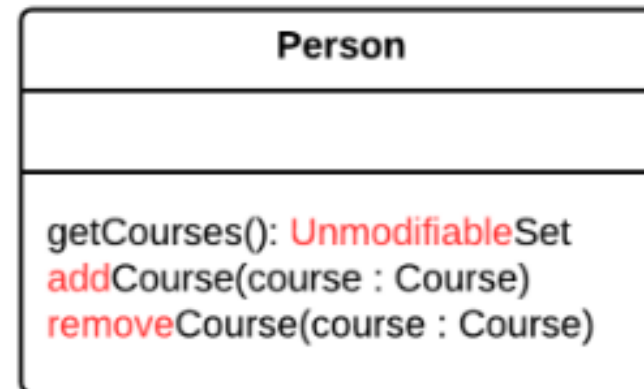 Person
getCourses(): UnmodifiableSet
addCourse(course : Course)
removeCourse(course : Course)